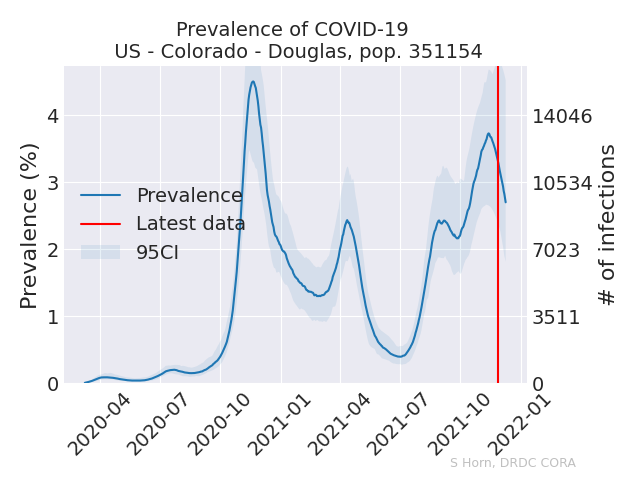 Prevalence of COVID-19
US - Colorado - Douglas, pop. 351154
Prevalence (%)
4
3
2
1
0
14046
10534
7023
3511
0
# of infections
Prevalence
Latest data
95CI
2020-04
2020-07
2020-10
2021-01
2021-04
2021-07
2021-10
2022-01
S Horn, DRDC CORA